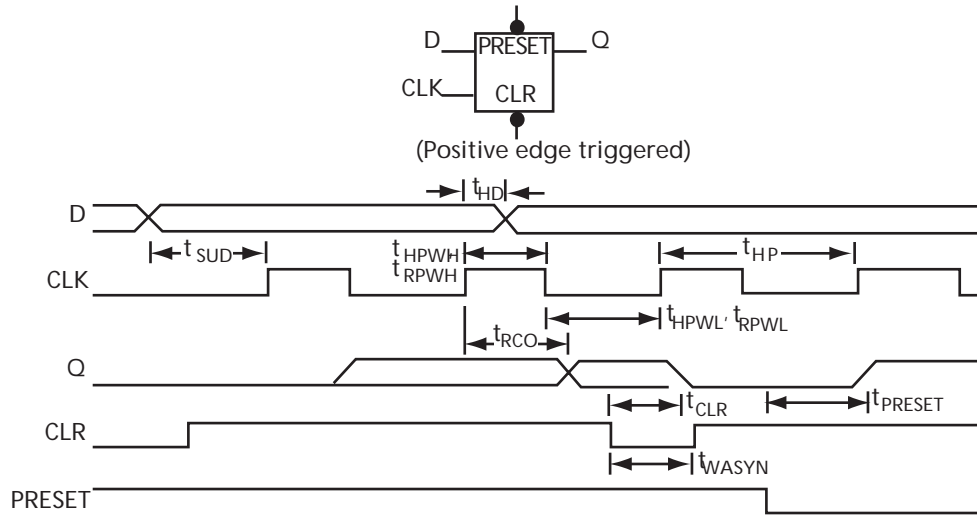 D PRESET Q
CLK CLR
(Positive edge triggered)
tHD
D
tSUD tHPWH, tHP
CLK tRPWH
tHPWL, tRPWL
tRCO
Q
tCLR tPRESET
CLR
tWASYN
PRESET